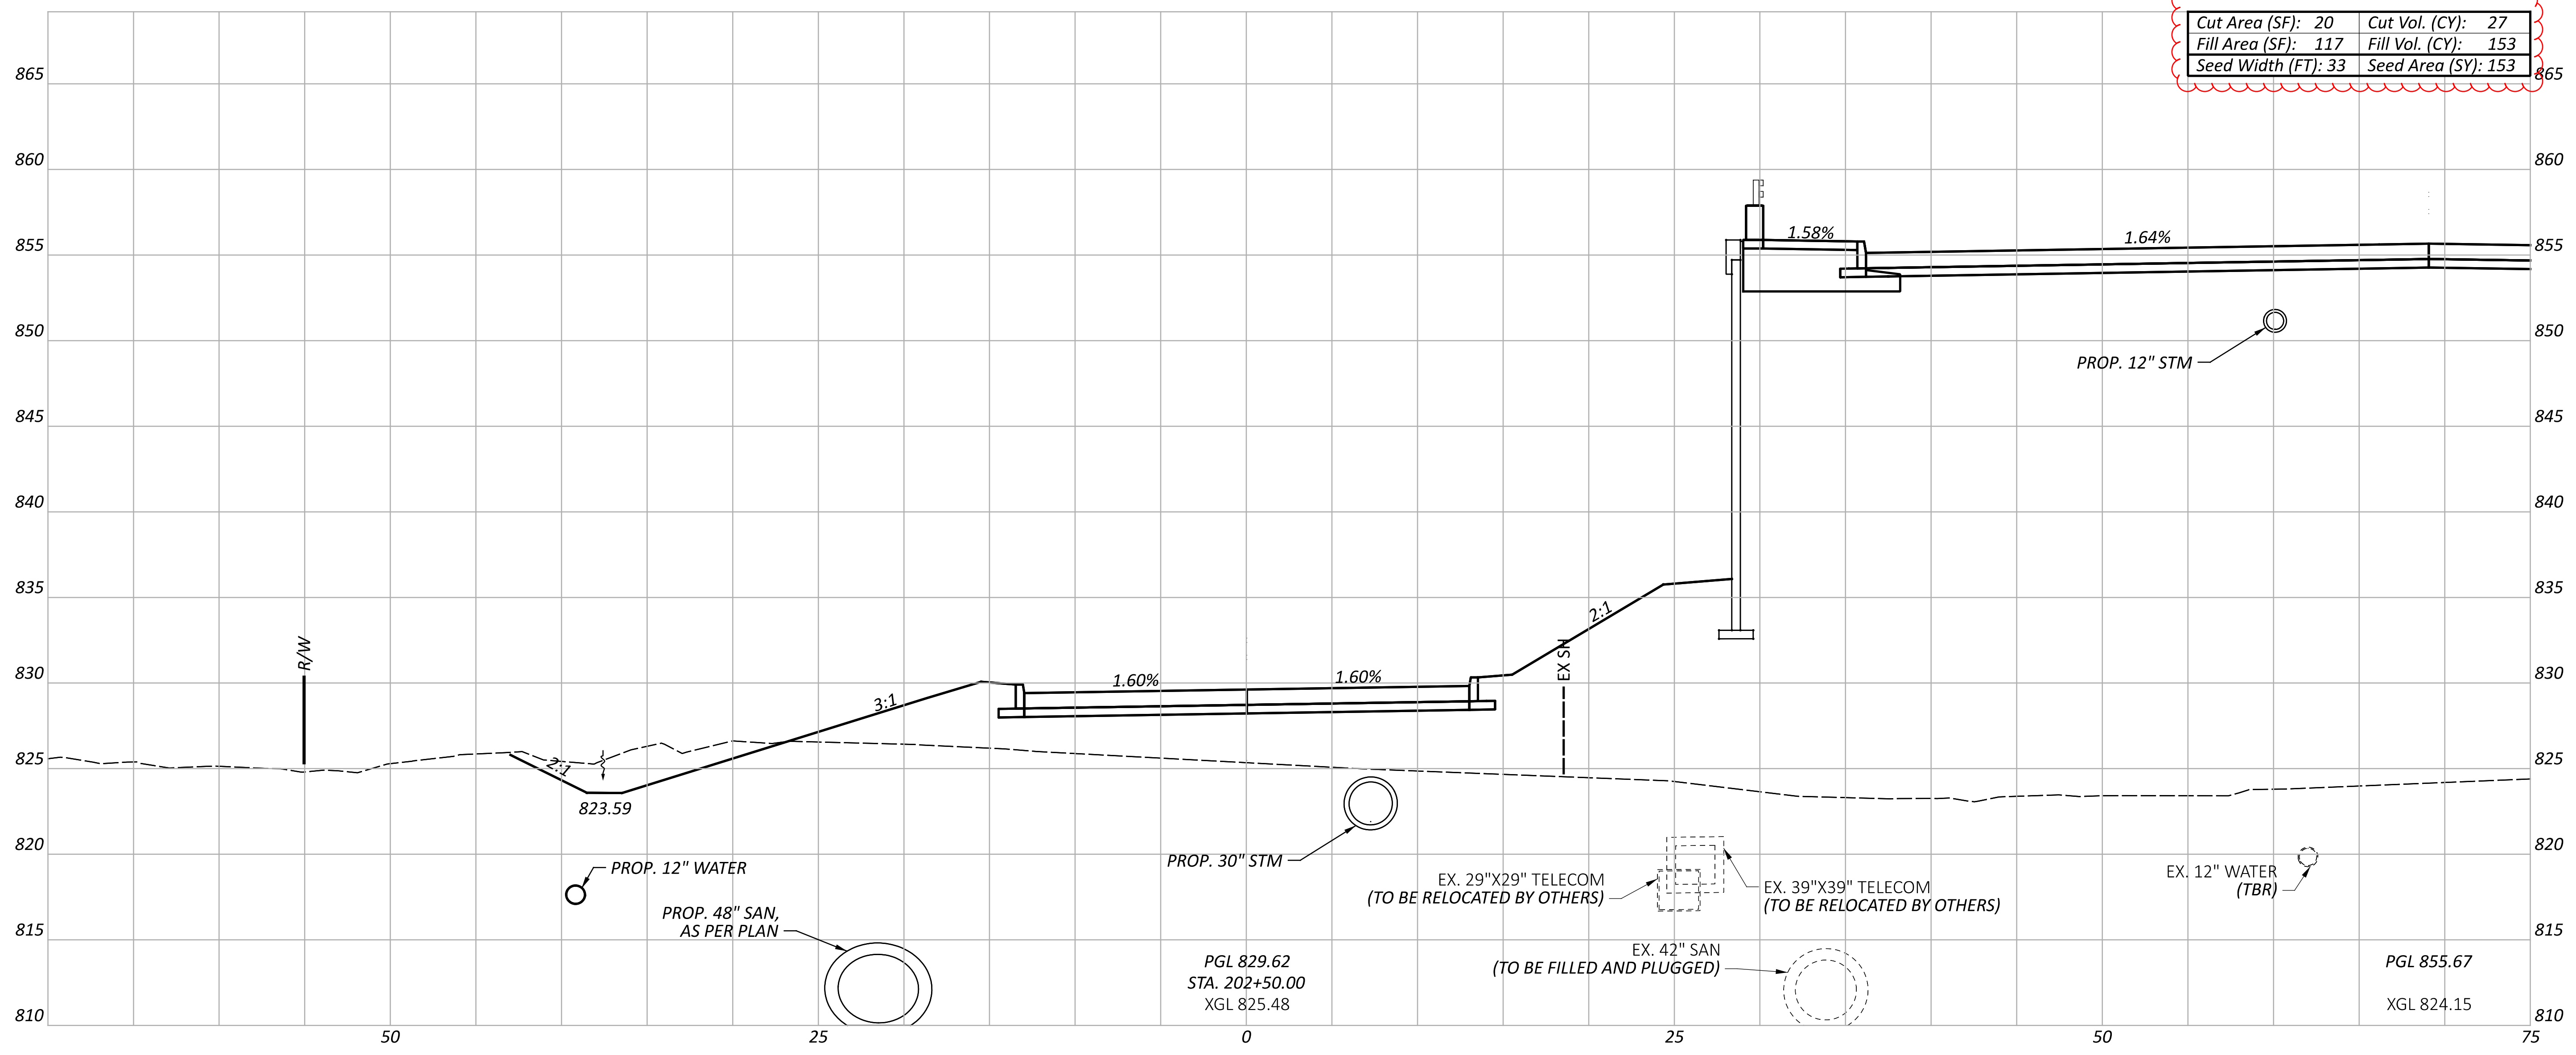 Cut Area (SF): 20 Cut Vol. (CY): 27
Fill Area (SF): 117 Fill Vol. (CY): 153
Seed Width (FT): 33 Seed Area (SY): 153
865 865
860 860
1.58% 1.64%
855 855
850 850
PROP. 12" STM
845 845
840 840
835 835
2:1
R/W
EX SH
830 830
1.60% 1.60%
3:1
825 825
2:1
823.59
820 820
PROP. 12" WATER
PROP. 30" STM
EX. 29"X29" TELECOM
(TO BE RELOCATED BY OTHERS)
EX. 39"X39" TELECOM
(TO BE RELOCATED BY OTHERS)
EX. 12" WATER
(TBR)
PROP. 48" SAN,
AS PER PLAN
815 815
EX. 42" SAN
(TO BE FILLED AND PLUGGED)
PGL 829.62
STA. 202+50.00
XGL 825.48
PGL 855.67
XGL 824.15
810 810
50 25 0 25 50 75